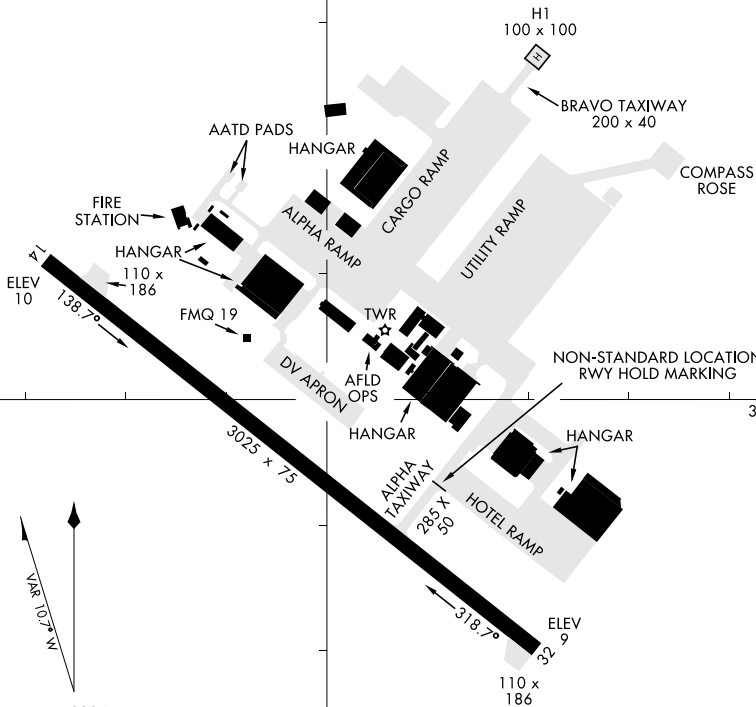 H1
100 x 100
H
BRAVO TAXIWAY
200 x 40
AATD PADS
HANGAR
COMPASS
ROSE
CARGO RAMP
FIRE
STATION
ALPHA RAMP
UTILITY RAMP
HANGAR
14
ELEV
10
110 x
186
138.7°
FMQ 19
TWR
DV APRON
AFLD
OPS
NON-STANDARD LOCATION
RWY HOLD MARKING
3
HANGAR
HANGAR
3025 x 75
ALPHA
TAXIWAY
285 X
50
HOTEL RAMP
VAR 10.7° W
318.7°
ELEV
9
32
110 x
186